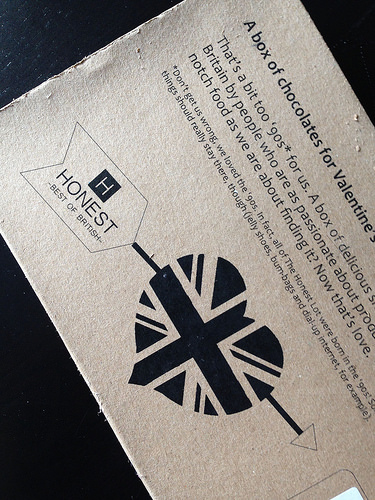 A box of chocolates for Valentine's
That's a bit too '90s* for us. A box of delicious
Britain by people who are as passionate about
notch food as we are about finding it? Now that's love.
*Don't get us wrong, we loved the '90s. In fact, all of The Honest Lot were born in the '90s. So
things should really stay there, though (jelly shoes, bum-bags and dial-up internet, for example)
H
HONEST
-BEST OF BRITISH-